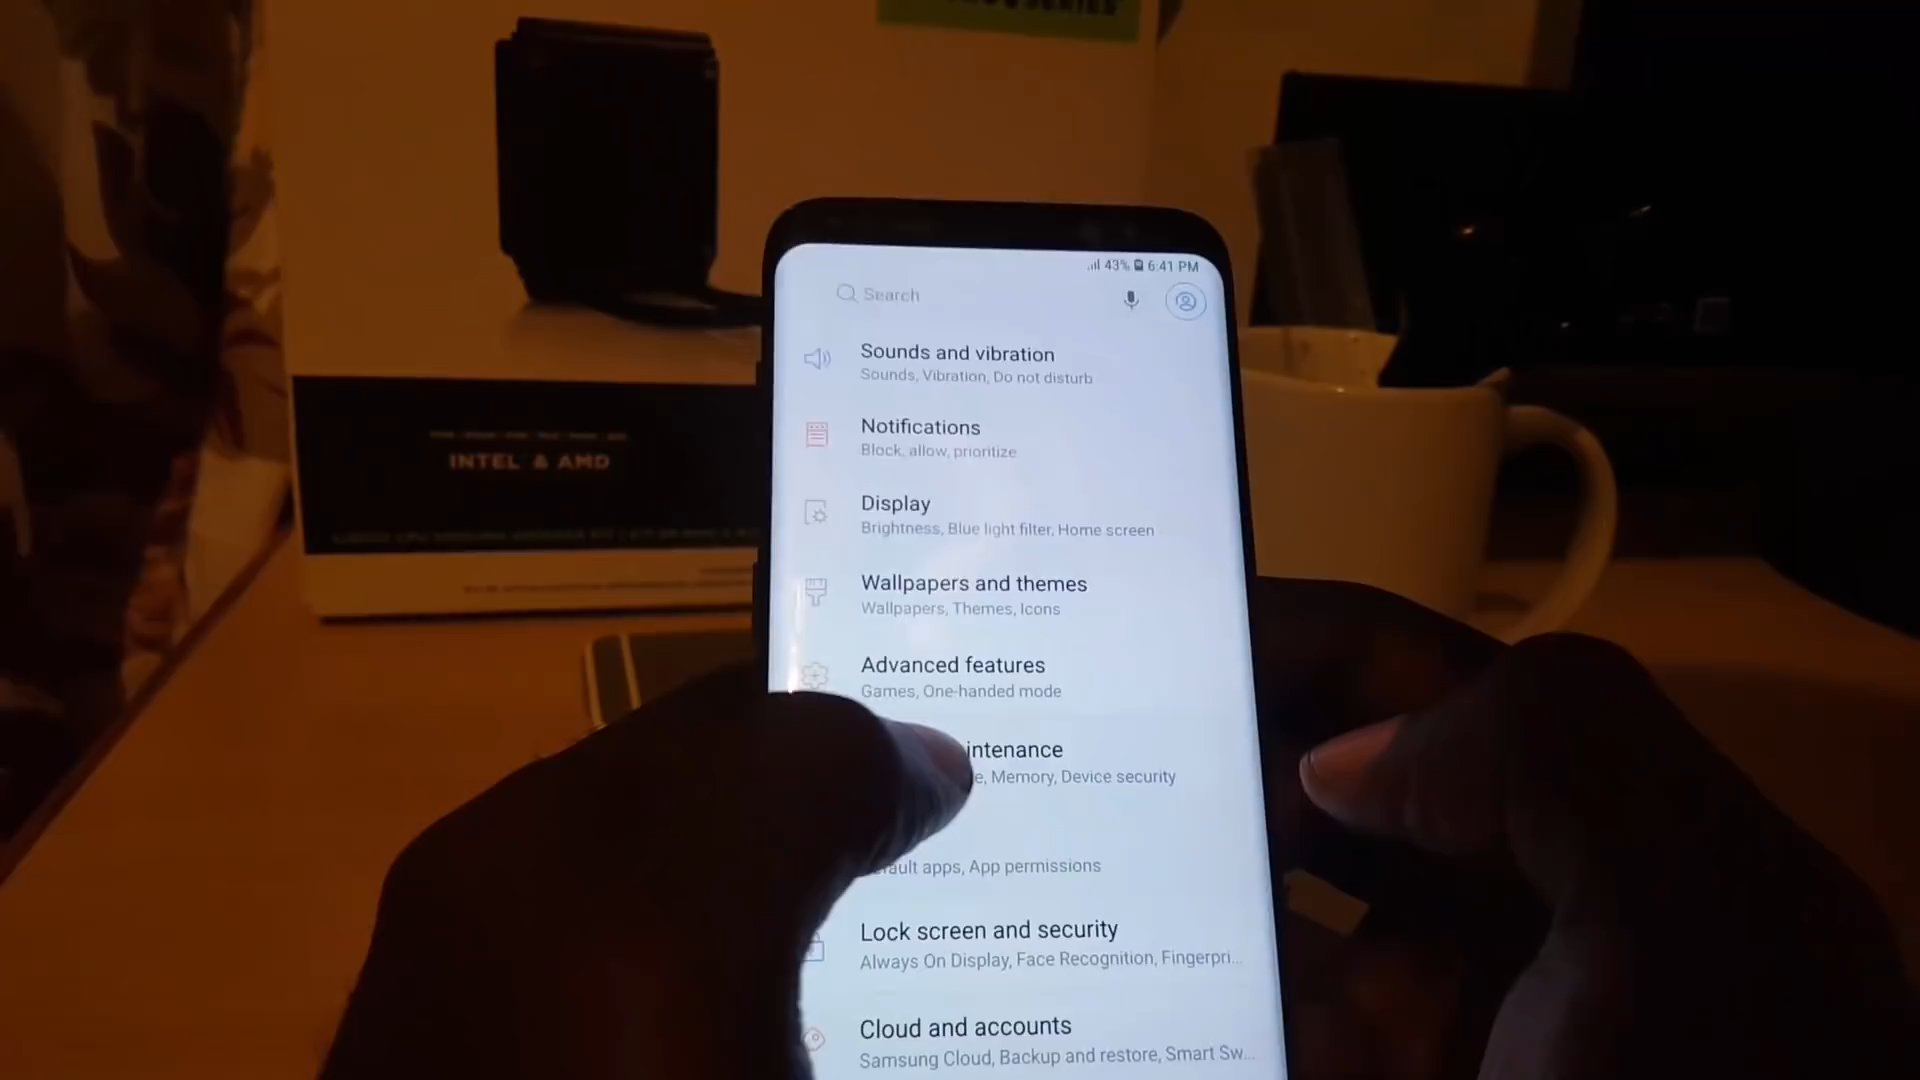 43% 6:41 PM
Search
Sounds and vibration
Sounds, Vibration, Do not disturb
Notifications
Block, allow, prioritize
Display
Brightness, Blue light filter, Home screen
INTEL & AMD
Wallpapers and themes
Wallpapers, Themes, Icons
Advanced features
Games, One-handed mode
intenance
e, Memory, Device security
ault apps, App permissions
Lock screen and security
Always On Display, Face Recognition, Fingerpri...
Cloud and accounts
Samsung Cloud, Backup and restore, Smart Sw...